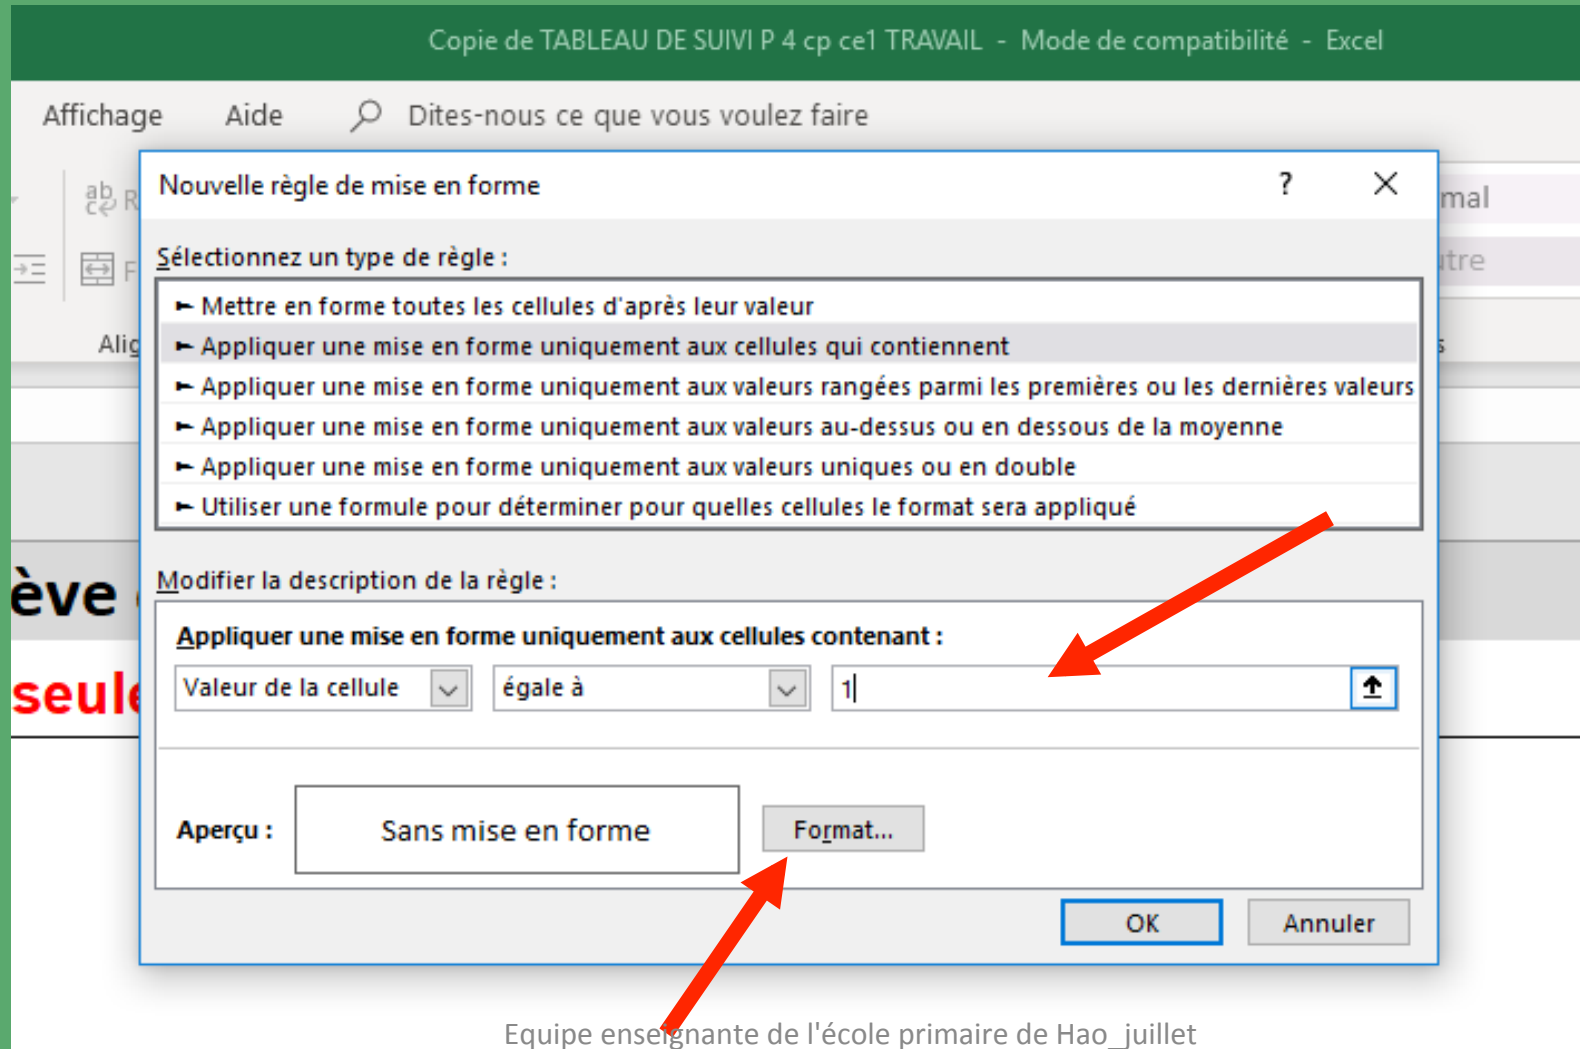 Copie de TABLEAU DE SUIVI P 4 cp ce1 TRAVAIL - Mode de compatibilité - Excel
Affichage Aide Dites-nous ce que vous voulez faire
Nouvelle règle de mise en forme ? ×
Sélectionnez un type de règle :
► Mettre en forme toutes les cellules d'après leur valeur
► Appliquer une mise en forme uniquement aux cellules qui contiennent
► Appliquer une mise en forme uniquement aux valeurs rangées parmi les premières ou les dernières valeurs
► Appliquer une mise en forme uniquement aux valeurs au-dessus ou en dessous de la moyenne
► Appliquer une mise en forme uniquement aux valeurs uniques ou en double
► Utiliser une formule pour déterminer pour quelles cellules le format sera appliqué
Modifier la description de la règle :
Appliquer une mise en forme uniquement aux cellules contenant :
Valeur de la cellule égale à 1
Aperçu : Sans mise en forme Format...
OK Annuler
Equipe enseignante de l'école primaire de Hao_juillet